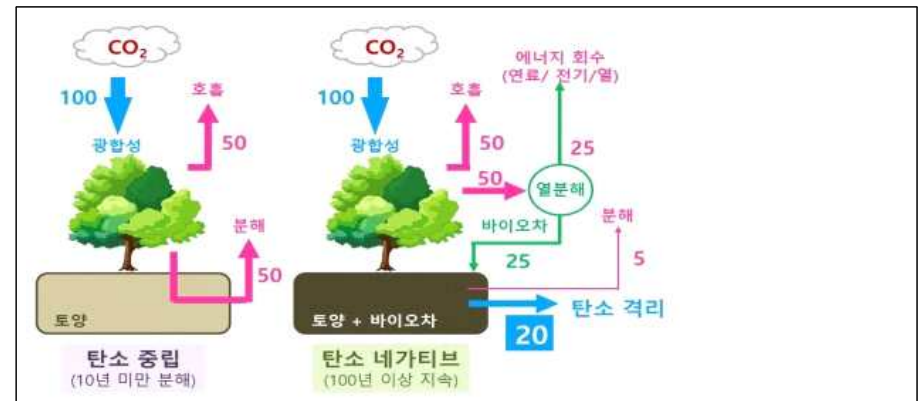 CO₂
100
광합성
호흡
50
분해
50
토양
탄소 중립
(10년 미만 분해)
CO₂
100
광합성
호흡
50
50
에너지 회수
(연료/ 전기/열)
25
열분해
바이오차
25
분해
5
토양 + 바이오차
20
탄소 격리
탄소 네가티브
(100년 이상 지속)